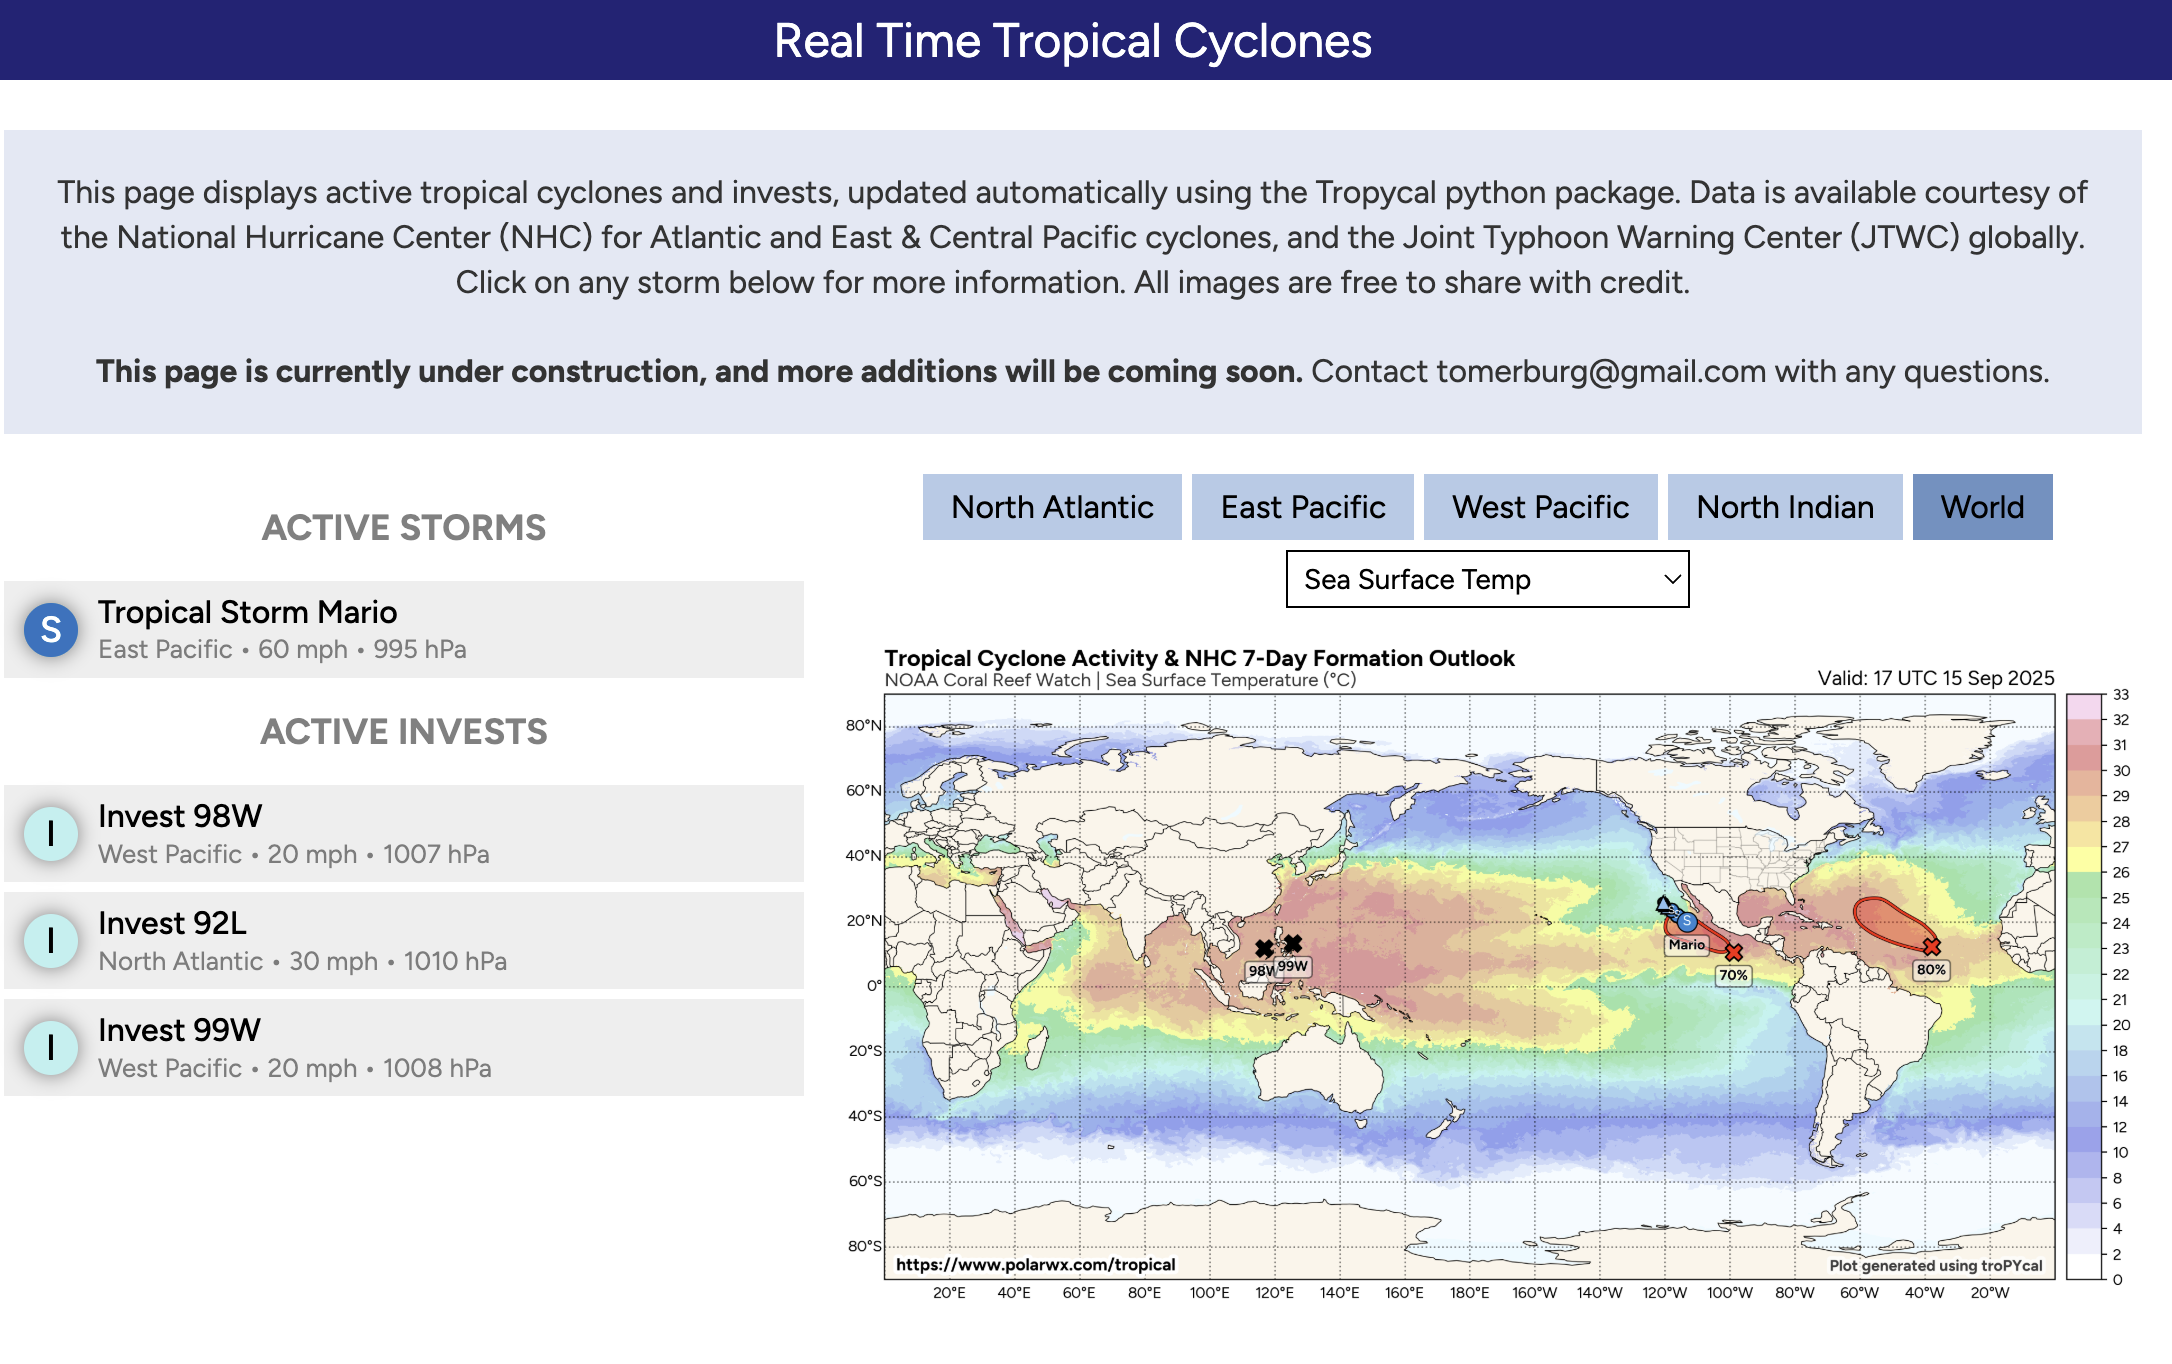 Real Time Tropical Cyclones
This page displays active tropical cyclones and invests, updated automatically using the Tropycal python package. Data is available courtesy of
the National Hurricane Center (NHC) for Atlantic and East & Central Pacific cyclones, and the Joint Typhoon Warning Center (JTWC) globally.
Click on any storm below for more information. All images are free to share with credit.
This page is currently under construction, and more additions will be coming soon. Contact tomerburg@gmail.com with any questions.
ACTIVE STORMS
S
Tropical Storm Mario
East Pacific • 60 mph • 995 hPa
ACTIVE INVESTS
I
Invest 98W
West Pacific • 20 mph • 1007 hPa
I
Invest 92L
North Atlantic • 30 mph • 1010 hPa
I
Invest 99W
West Pacific • 20 mph • 1008 hPa
North Atlantic
East Pacific
West Pacific
North Indian
World
Sea Surface Temp
Tropical Cyclone Activity & NHC 7-Day Formation Outlook
NOAA Coral Reef Watch | Sea Surface Temperature (°C)
Valid: 17 UTC 15 Sep 2025
80°N
60°N
40°N
20°N
0°
20°S
40°S
60°S
80°S
98W
99W
S
Mario
70%
80%
https://www.polarwx.com/tropical
Plot generated using troPYcal
20°E
40°E
60°E
80°E
100°E
120°E
140°E
160°E
180°E
160°W
140°W
120°W
100°W
80°W
60°W
40°W
20°W
33
32
31
30
29
28
27
26
25
24
23
22
21
20
18
16
14
12
10
8
6
4
2
0